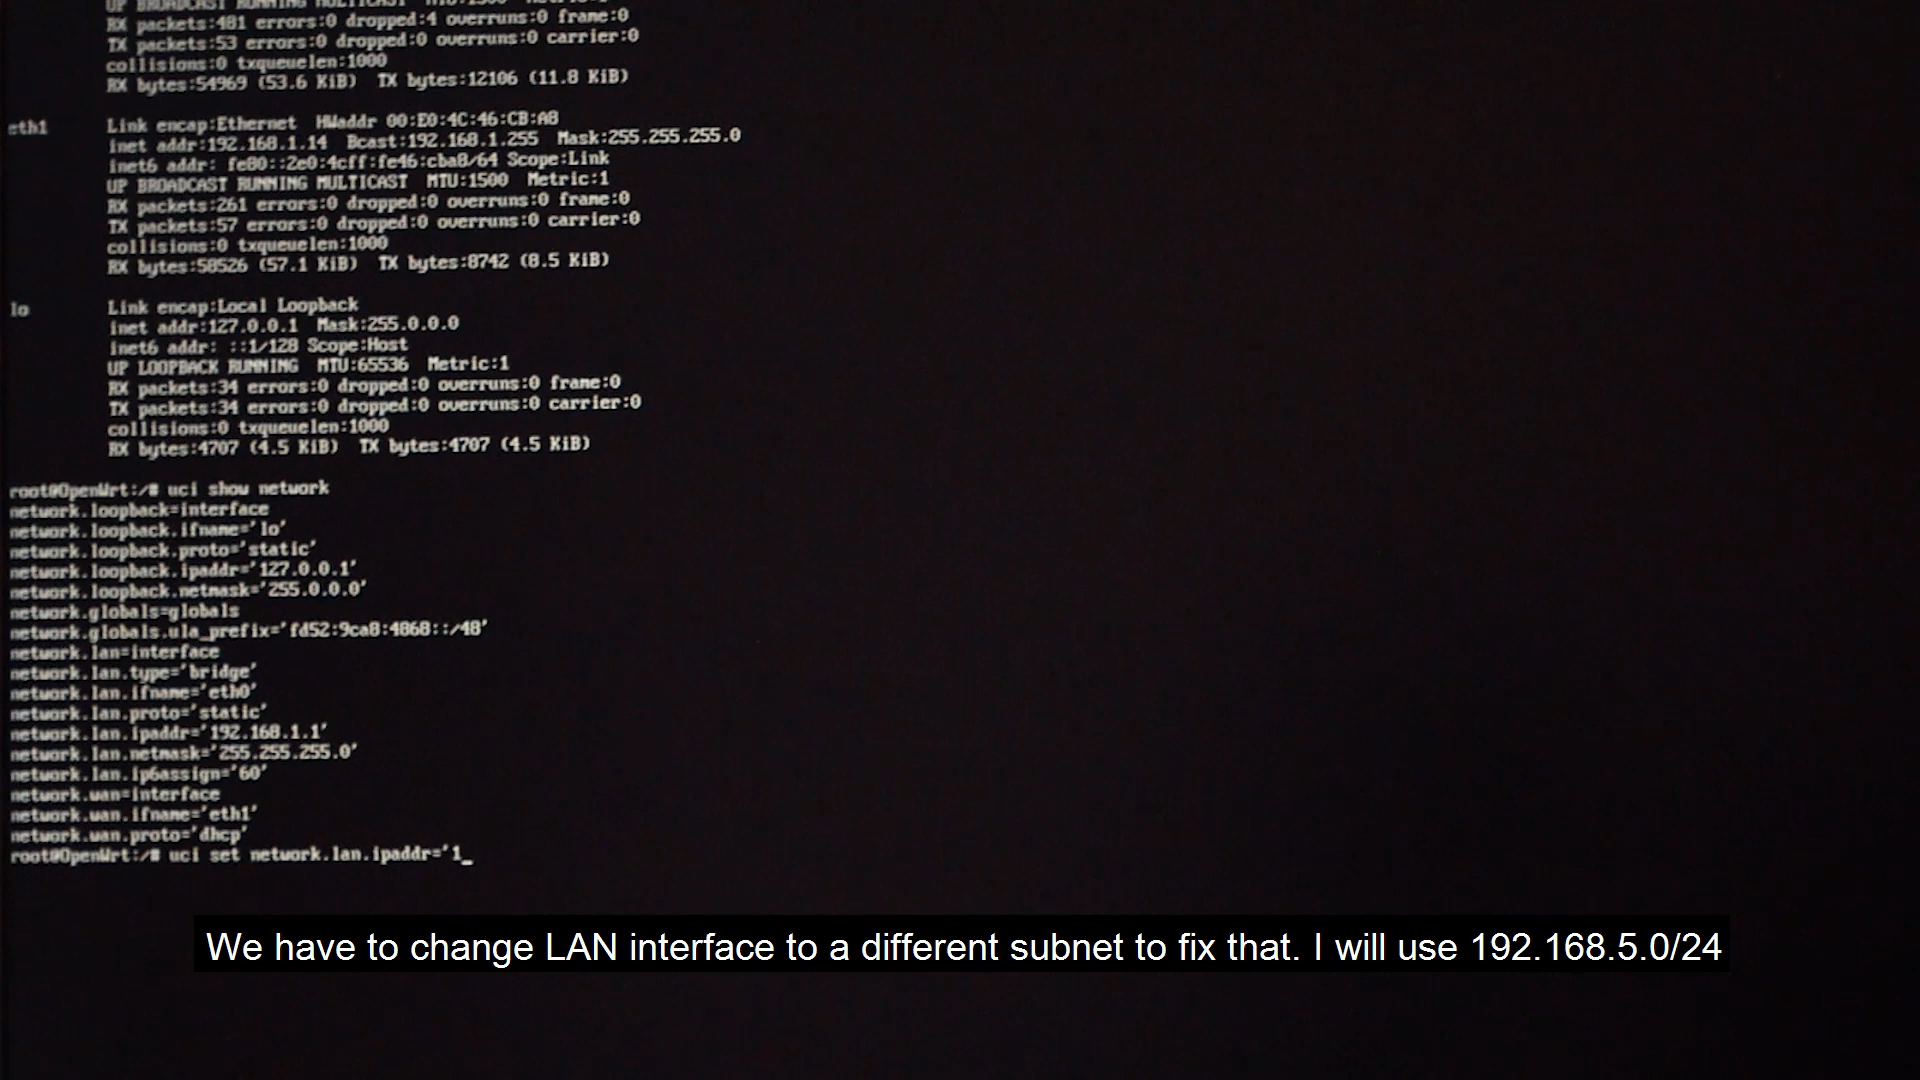 UP BROADCAST RUNNING MULTICAST MTU:1500 Metric:1
RX packets:481 errors:0 dropped:4 overruns:0 frame:0
TX packets:53 errors:0 dropped:0 overruns:0 carrier:0
collisions:0 txqueuelen:1000
RX bytes:54969 (53.6 KiB) TX bytes:12106 (11.8 KiB)
eth1 Link encap:Ethernet HWaddr 00:E0:4C:46:CB:A8
inet addr:192.168.1.14 Bcast:192.168.1.255 Mask:255.255.255.0
inet6 addr: fe80::2e0:4cff:fe46:cba8/64 Scope:Link
UP BROADCAST RUNNING MULTICAST MTU:1500 Metric:1
RX packets:261 errors:0 dropped:0 overruns:0 frame:0
TX packets:57 errors:0 dropped:0 overruns:0 carrier:0
collisions:0 txqueuelen:1000
RX bytes:58526 (57.1 KiB) TX bytes:8742 (8.5 KiB)
lo Link encap:Local Loopback
inet addr:127.0.0.1 Mask:255.0.0.0
inet6 addr: ::1/128 Scope:Host
UP LOOPBACK RUNNING MTU:65536 Metric:1
RX packets:34 errors:0 dropped:0 overruns:0 frame:0
TX packets:34 errors:0 dropped:0 overruns:0 carrier:0
collisions:0 txqueuelen:1000
RX bytes:4707 (4.5 KiB) TX bytes:4707 (4.5 KiB)
root@OpenWrt:/# uci show network
network.loopback=interface
network.loopback.ifname='lo'
network.loopback.proto='static'
network.loopback.ipaddr='127.0.0.1'
network.loopback.netmask='255.0.0.0'
network.globals=globals
network.globals.ula_prefix='fd52:9ca8:4868::/48'
network.lan=interface
network.lan.type='bridge'
network.lan.ifname='eth0'
network.lan.proto='static'
network.lan.ipaddr='192.168.1.1'
network.lan.netmask='255.255.255.0'
network.lan.ip6assign='60'
network.wan=interface
network.wan.ifname='eth1'
network.wan.proto='dhcp'
root@OpenWrt:/# uci set network.lan.ipaddr='1_
We have to change LAN interface to a different subnet to fix that. I will use 192.168.5.0/24